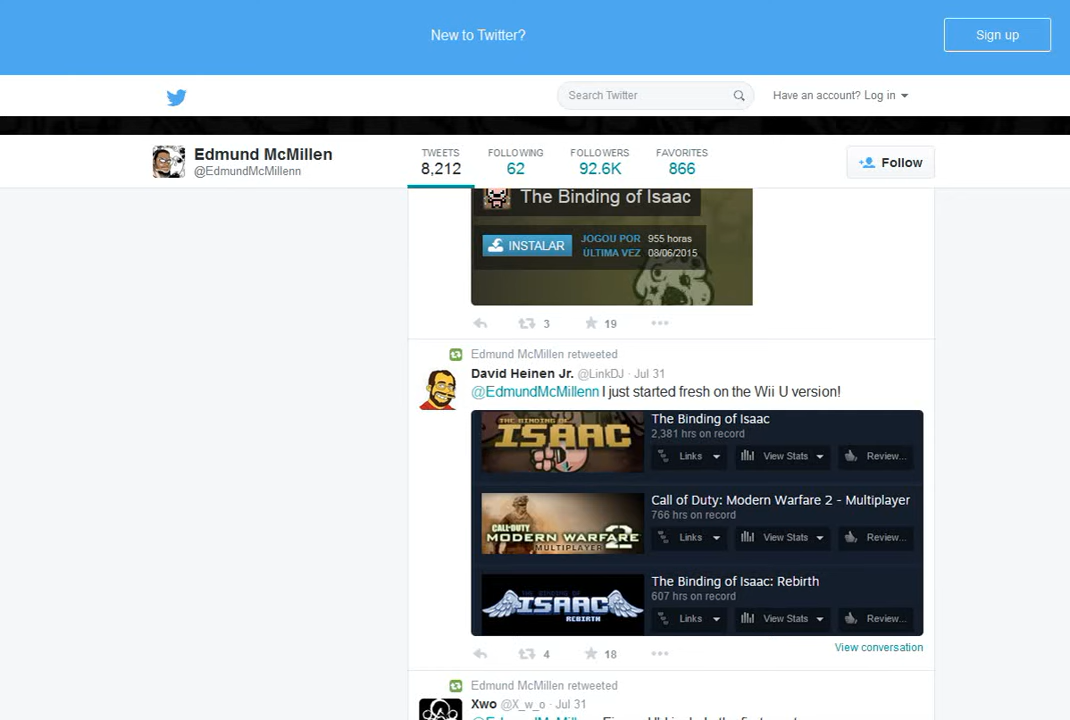 New to Twitter?
Sign up
Search Twitter
Have an account? Log in
Edmund McMillen
@EdmundMcMillenn
TWEETS
8,212
FOLLOWING
62
FOLLOWERS
92.6K
FAVORITES
866
Follow
The Binding of Isaac
INSTALAR
JOGOU POR 955 horas
ÚLTIMA VEZ 08/06/2015
3 19
Edmund McMillen retweeted
David Heinen Jr. @LinkDJ · Jul 31
@EdmundMcMillenn I just started fresh on the Wii U version!
THE BINDING OF
ISAAC
The Binding of Isaac
2,381 hrs on record
Links View Stats Review...
CALL OF DUTY
MODERN WARFARE 2
MULTIPLAYER
Call of Duty: Modern Warfare 2 - Multiplayer
766 hrs on record
Links View Stats Review...
THE BINDING OF
ISAAC
REBIRTH
The Binding of Isaac: Rebirth
607 hrs on record
Links View Stats Review...
View conversation
4 18
Edmund McMillen retweeted
Xwo @X_w_o · Jul 31